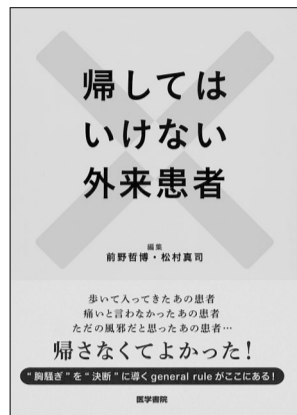 帰しては
いけない
外来患者
編集
前野哲博・松村真司
歩いて入ってきたあの患者
痛いと言わなかったあの患者
ただの風邪だと思ったあの患者…
帰さなくてよかった！
“胸騒ぎ”を“決断”に導くgeneral ruleがここにある！
医学書院